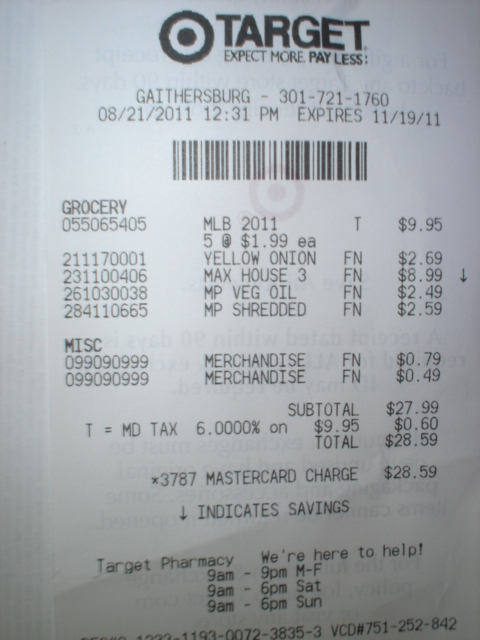 TARGET
EXPECT MORE. PAY LESS.
GAITHERSBURG - 301-721-1760
08/21/2011 12:31 PM EXPIRES 11/19/11
GROCERY
055065405 MLB 2011 T $9.95
5 @ $1.99 ea
211170001 YELLOW ONION FN $2.69
231100406 MAX HOUSE 3 FN $8.99 ↓
261030038 MP VEG OIL FN $2.49
284110665 MP SHREDDED FN $2.59
MISC
099090999 MERCHANDISE FN $0.79
099090999 MERCHANDISE FN $0.49
SUBTOTAL $27.99
T = MD TAX 6.0000% on $9.95 $0.60
TOTAL $28.59
*3787 MASTERCARD CHARGE $28.59
↓ INDICATES SAVINGS
Target Pharmacy We're here to help!
9am - 9pm M-F
9am - 6pm Sat
9am - 6pm Sun
1233-1193-0072-3835-3 VCD#751-252-842